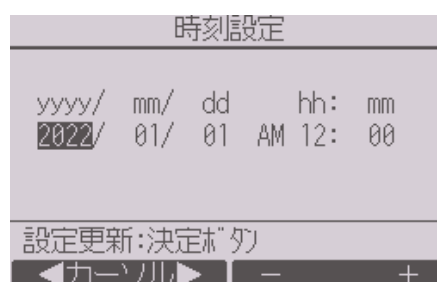 時刻設定
yyyy/ mm/ dd hh: mm
2022/ 01/ 01 AM 12: 00
設定更新:決定ボタン
◀カーソル▶ − +